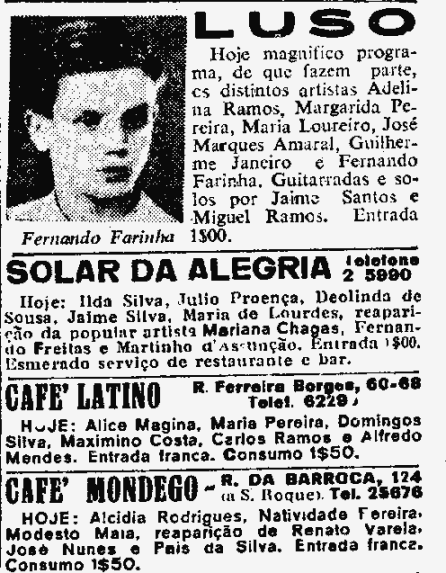 LUSO
Hoje magnifico progra-
ma, de que fazem parte,
os distintos artistas Adeli-
na Ramos, Margarida Pe-
reira, Maria Loureiro, José
Marques Amaral, Guilher-
me Janeiro e Fernando
Farinha. Guitarradas e so-
los por Jaime Santos e
Miguel Ramos. Entrada
1$00.
Fernando Farinha
SOLAR DA ALEGRIA Telefone
2 5990
Hoje: Ilda Silva, Julio Proença, Deolinda de
Sousa, Jaime Silva, Maria de Lourdes, reapari-
ção da popular artista Mariana Chagas, Fernan-
do Freitas e Martinho d'Assunção. Entrada 1$00.
Esmerado serviço de restaurante e bar.
CAFE' LATINO R. Ferreira Borges, 60-68
Telef. 6229
HOJE: Alice Magina, Maria Pereira, Domingos
Silva, Maximino Costa, Carlos Ramos e Alfredo
Mendes. Entrada franca. Consumo 1$50.
CAFE' MONDEGO - R. DA BARROCA, 124
(a S. Roque). Tel. 25676
HOJE: Alcidia Rodrigues, Natividade Pereira,
Modesto Maia, reaparição de Renato Varela,
José Nunes e Pais da Silva. Entrada franca.
Consumo 1$50.